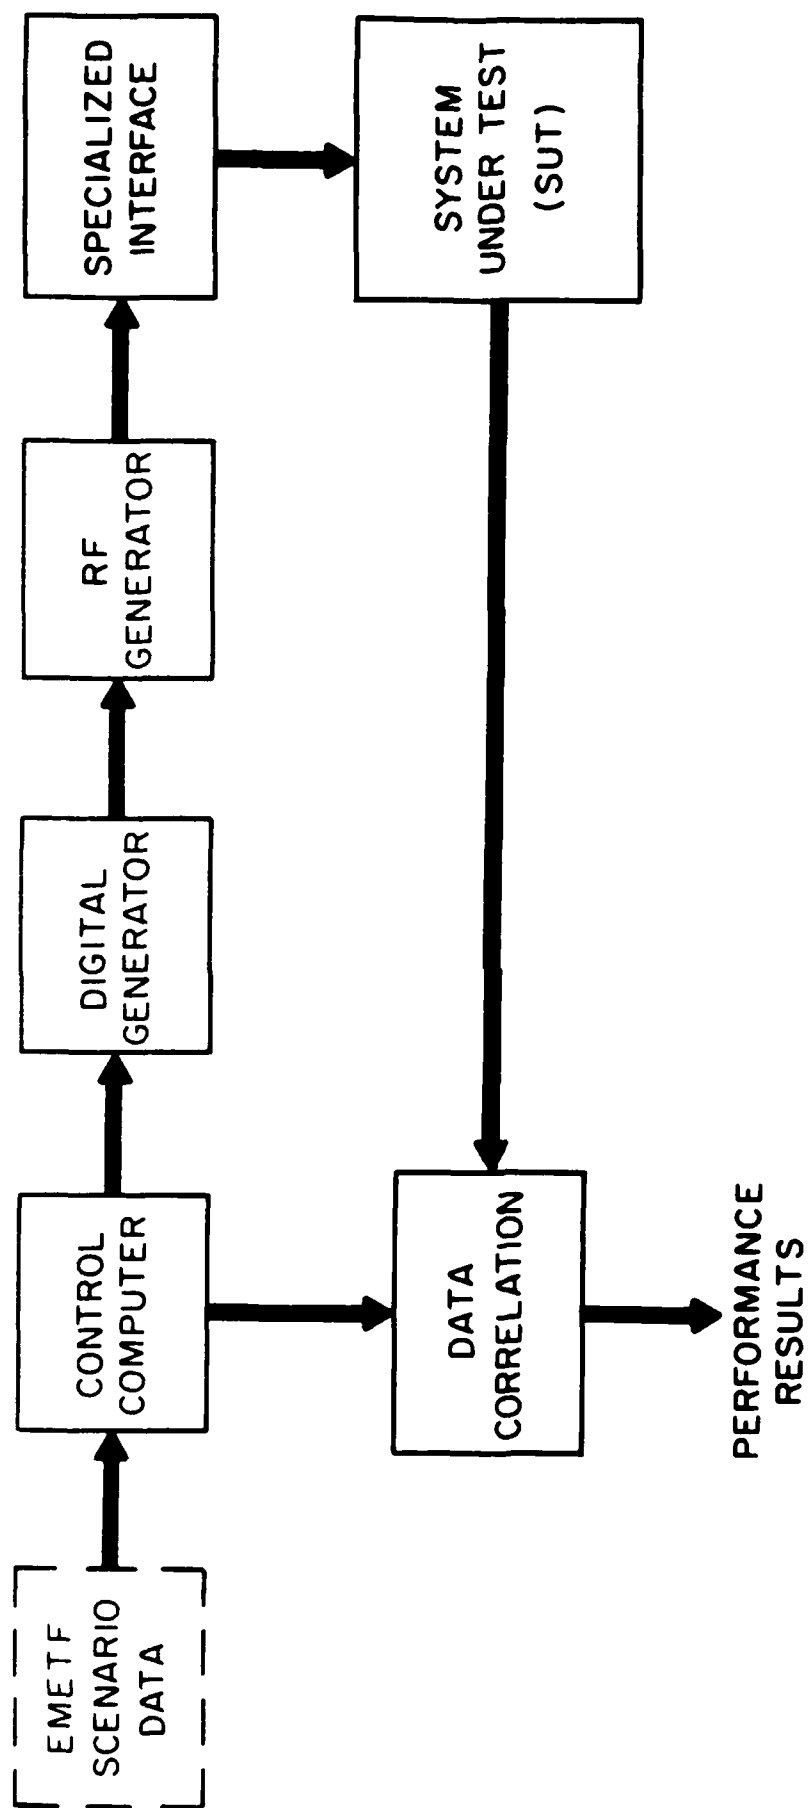 EMETF
SCENARIO
DATA
CONTROL
COMPUTER
DIGITAL
GENERATOR
RF
GENERATOR
SPECIALIZED
INTERFACE
DATA
CORRELATION
SYSTEM
UNDER TEST
(SUT)
PERFORMANCE
RESULTS